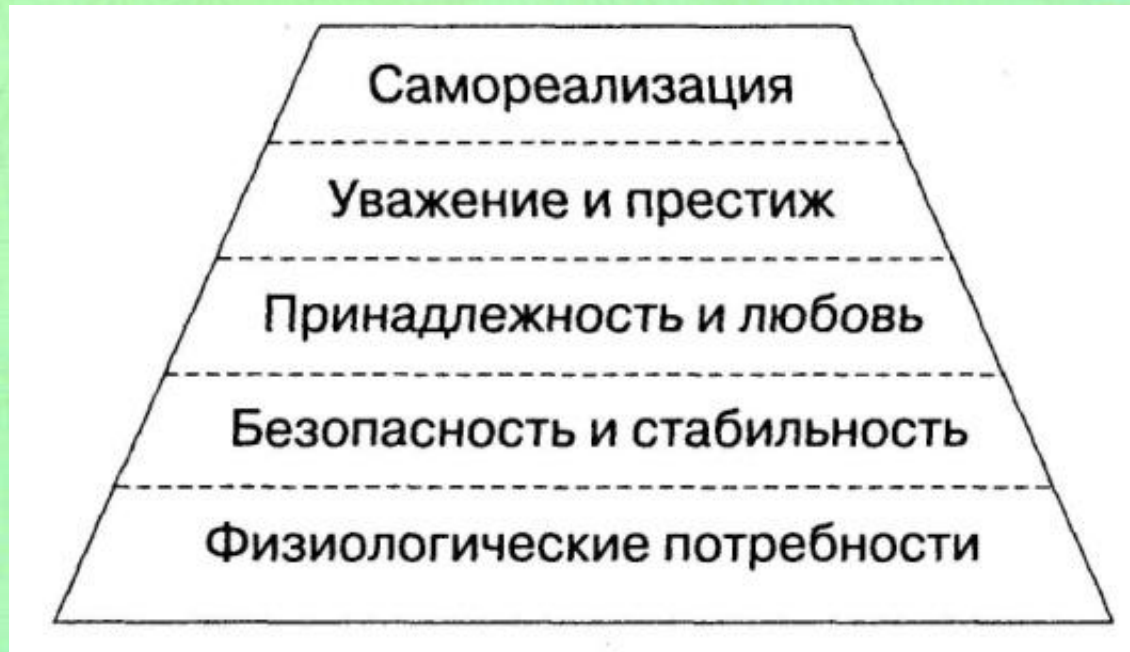 Самореализация
Уважение и престиж
Принадлежность и любовь
Безопасность и стабильность
Физиологические потребности